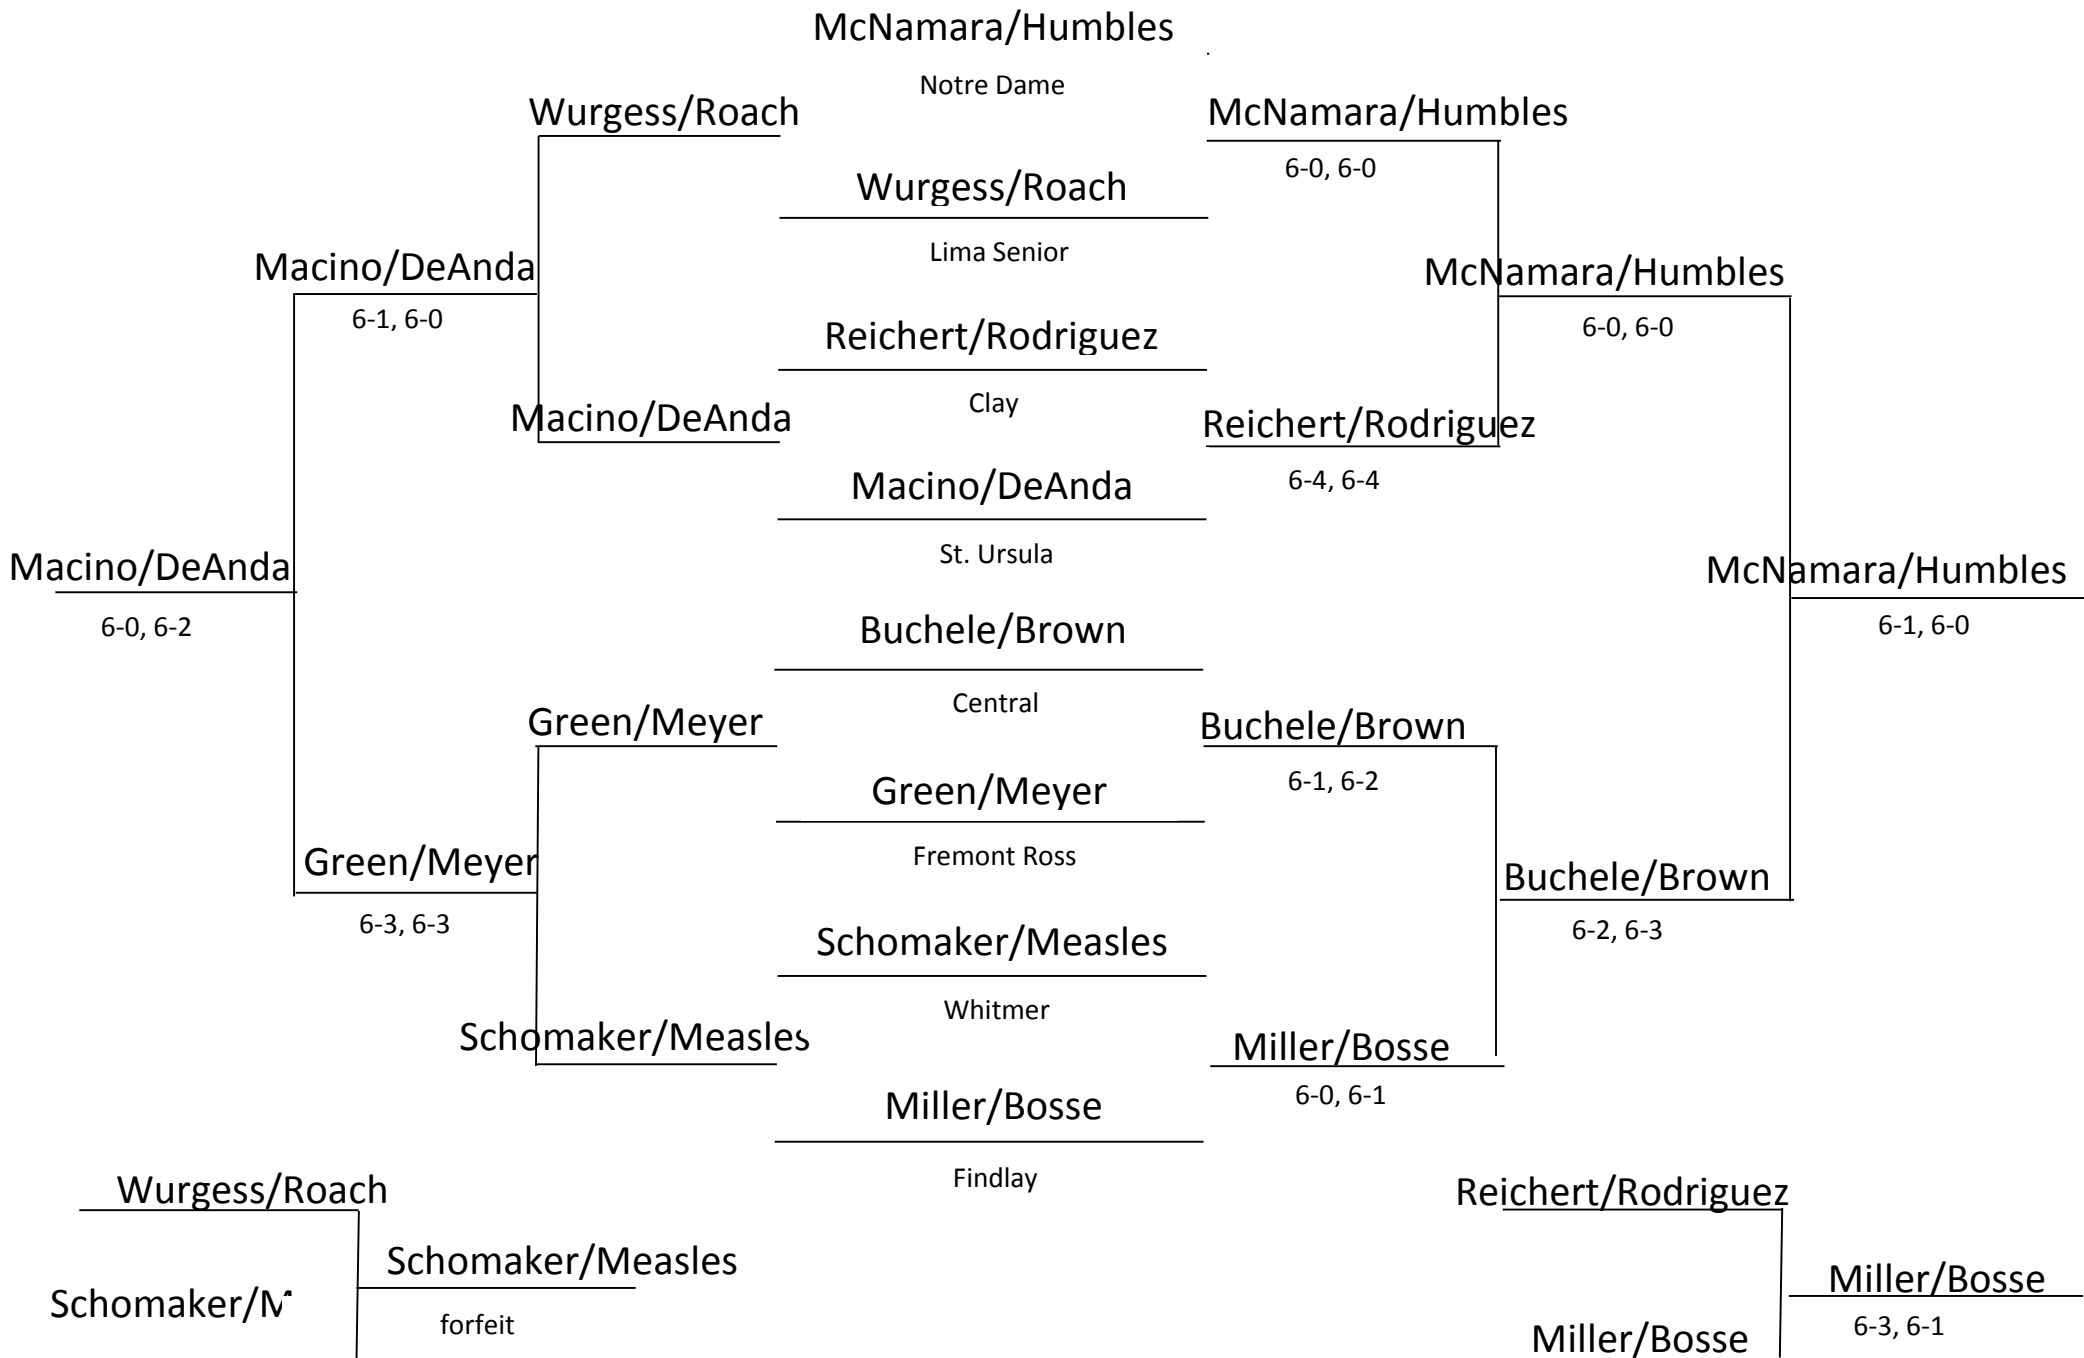 McNamara/Humbles
Notre Dame
Wurgess/Roach
McNamara/Humbles
6-0, 6-0
Wurgess/Roach
Lima Senior
Macino/DeAnda
6-1, 6-0
McNamara/Humbles
6-0, 6-0
Reichert/Rodriguez
Clay
Macino/DeAnda
Reichert/Rodriguez
6-4, 6-4
Macino/DeAnda
St. Ursula
Macino/DeAnda
6-0, 6-2
McNamara/Humbles
6-1, 6-0
Buchele/Brown
Central
Green/Meyer
Buchele/Brown
6-1, 6-2
Green/Meyer
Fremont Ross
Green/Meyer
6-3, 6-3
Buchele/Brown
6-2, 6-3
Schomaker/Measles
Whitmer
Schomaker/Measles
Miller/Bosse
6-0, 6-1
Miller/Bosse
Findlay
Wurgess/Roach
Schomaker/Measles
forfeit
Schomaker/M
Reichert/Rodriguez
Miller/Bosse
6-3, 6-1
Miller/Bosse